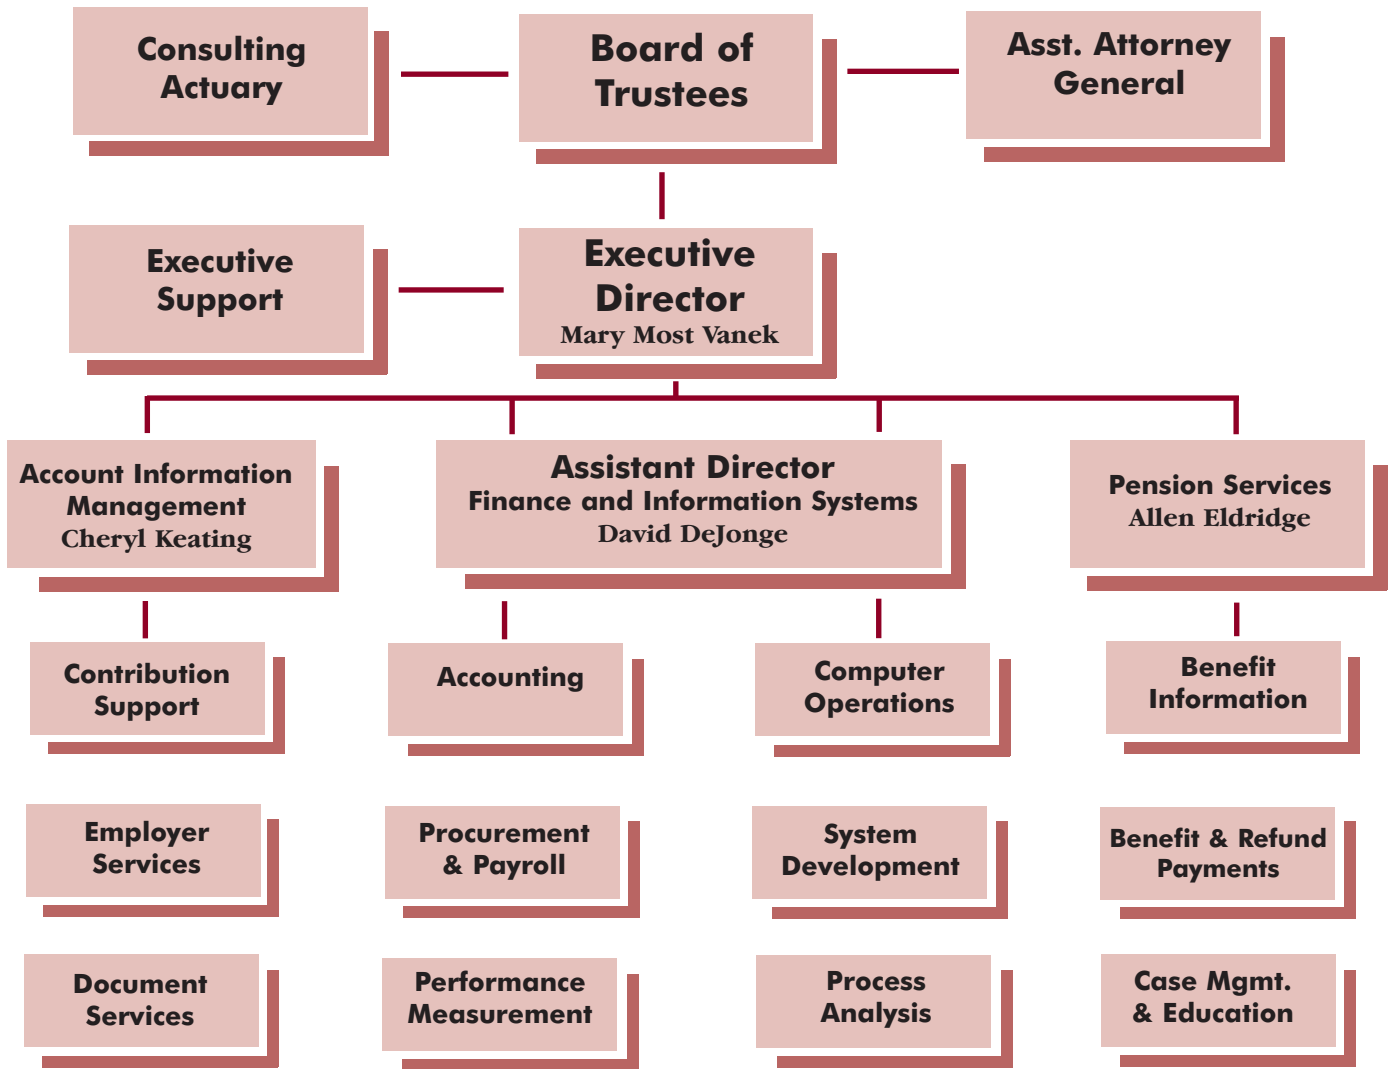 Consulting
Actuary
Board of
Trustees
Asst. Attorney
General
Executive
Support
Executive
Director
Mary Most Vanek
Account Information
Management
Cheryl Keating
Assistant Director
Finance and Information Systems
David DeJonge
Pension Services
Allen Eldridge
Contribution
Support
Accounting
Computer
Operations
Benefit
Information
Employer
Services
Procurement
& Payroll
System
Development
Benefit & Refund
Payments
Document
Services
Performance
Measurement
Process
Analysis
Case Mgmt.
& Education